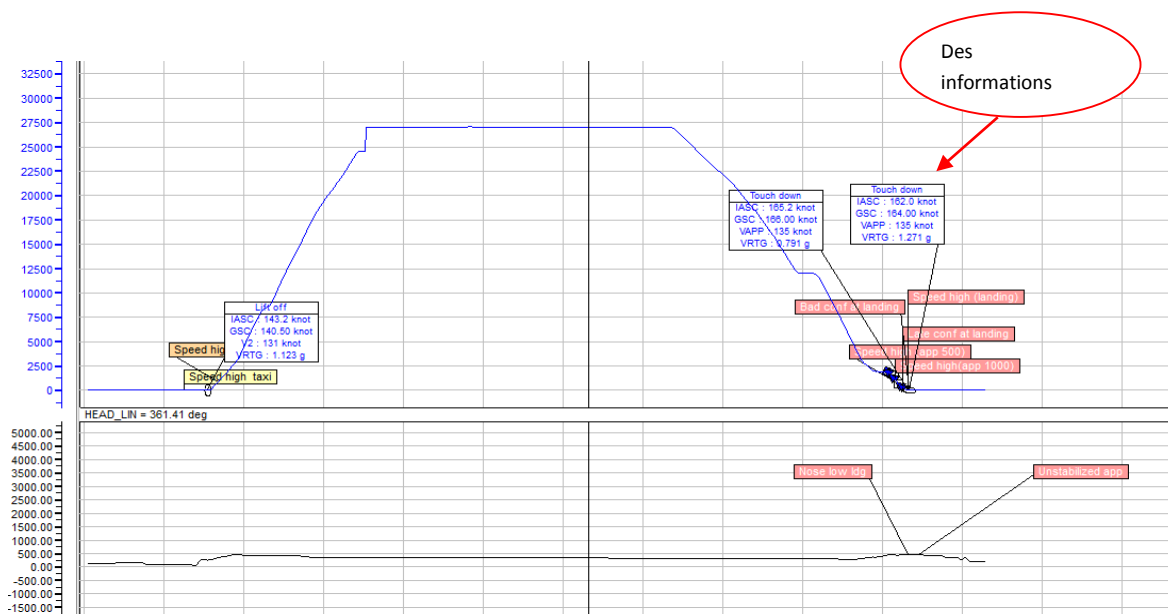 Des
informations
32500
30000
27500
25000
22500
20000
17500
15000
12500
10000
7500
5000
2500
0
Touch down
IASC : 165.2 knot
GSC : 166.00 knot
VAPP : 135 knot
VRTG : 0.791 g
Touch down
IASC : 162.0 knot
GSC : 164.00 knot
VAPP : 135 knot
VRTG : 1.271 g
Lift off
IASC : 143.2 knot
GSC : 140.50 knot
V2 : 131 knot
VRTG : 1.123 g
Speed hig
Speed high taxi
Speed high (landing)
Bad conf at landing
Late conf at landing
Speed high (app 500)
Speed high(app 1000)
HEAD_LIN = 361.41 deg
5000.00
4500.00
4000.00
3500.00
3000.00
2500.00
2000.00
1500.00
1000.00
500.00
0.00
-500.00
-1000.00
-1500.00
Nose low ldg
Unstabilized app